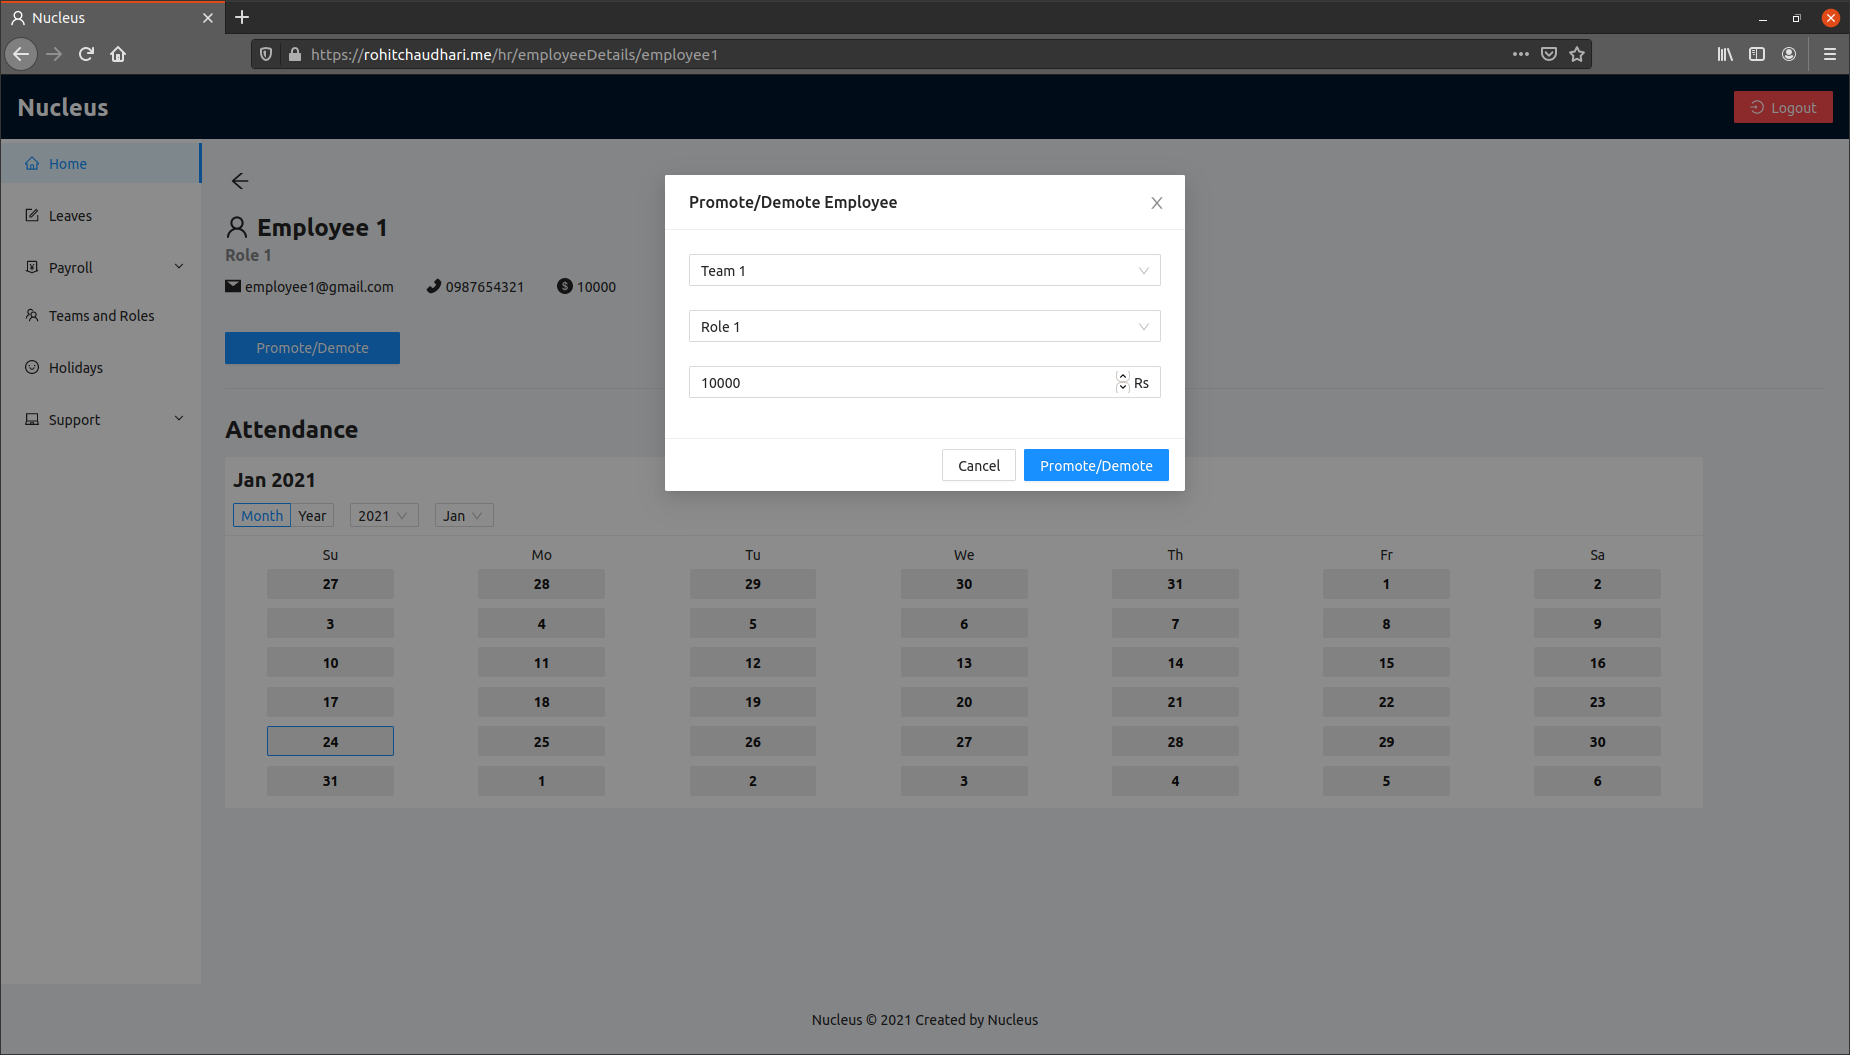 Nucleus
https://rohitchaudhari.me/hr/employeeDetails/employee1
Nucleus
Logout
Home
Leaves
Payroll
Teams and Roles
Holidays
Support
Employee 1
Role 1
employee1@gmail.com 0987654321 10000
Promote/Demote
Promote/Demote Employee
Team 1
Role 1
10000 Rs
Cancel Promote/Demote
Attendance
Jan 2021
Month Year 2021 Jan
Su Mo Tu We Th Fr Sa
27 28 29 30 31 1 2
3 4 5 6 7 8 9
10 11 12 13 14 15 16
17 18 19 20 21 22 23
24 25 26 27 28 29 30
31 1 2 3 4 5 6
Nucleus © 2021 Created by Nucleus